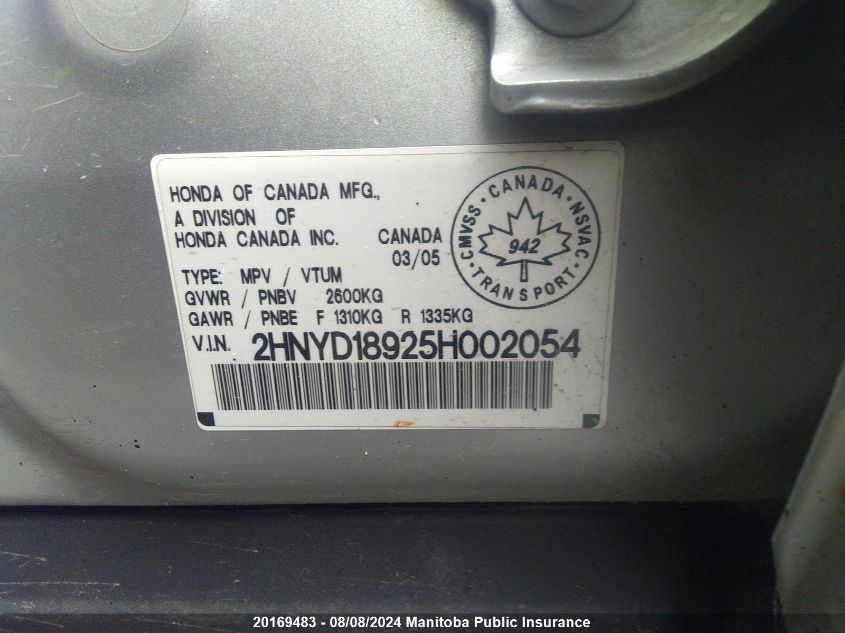 HONDA OF CANADA MFG.,
A DIVISION OF
HONDA CANADA INC. CANADA
03/05
TYPE: MPV / VTUM
GVWR / PNBV 2600KG
GAWR / PNBE F 1310KG R 1335KG
V.I.N. 2HNYD18925H002054
CMVSS · CANADA · NSVAC
942
· TRANSPORT ·
20169483 - 08/08/2024 Manitoba Public Insurance